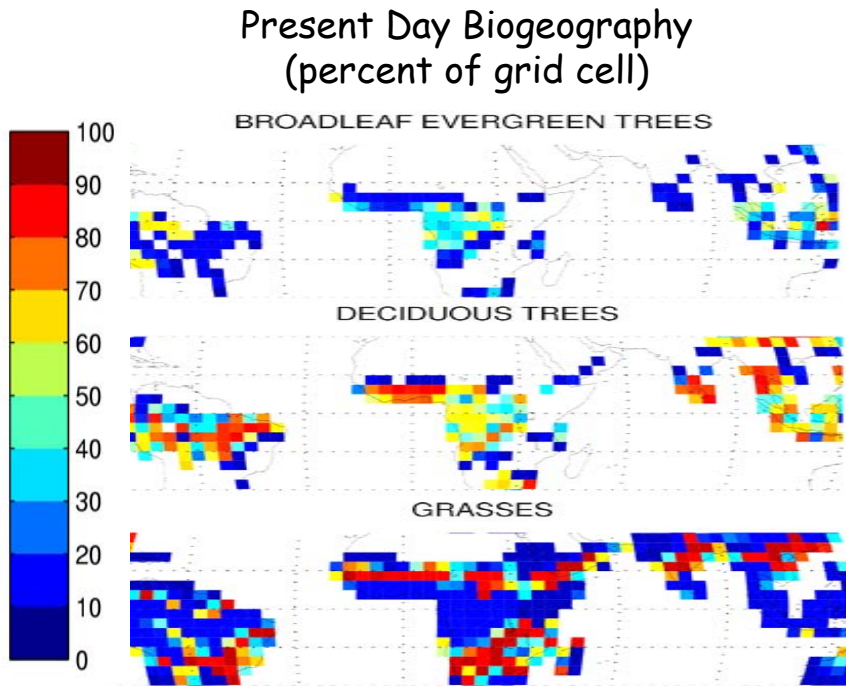 Present Day Biogeography
(percent of grid cell)
BROADLEAF EVERGREEN TREES
100
90
80
70
60
50
40
30
20
10
0
DECIDUOUS TREES
GRASSES